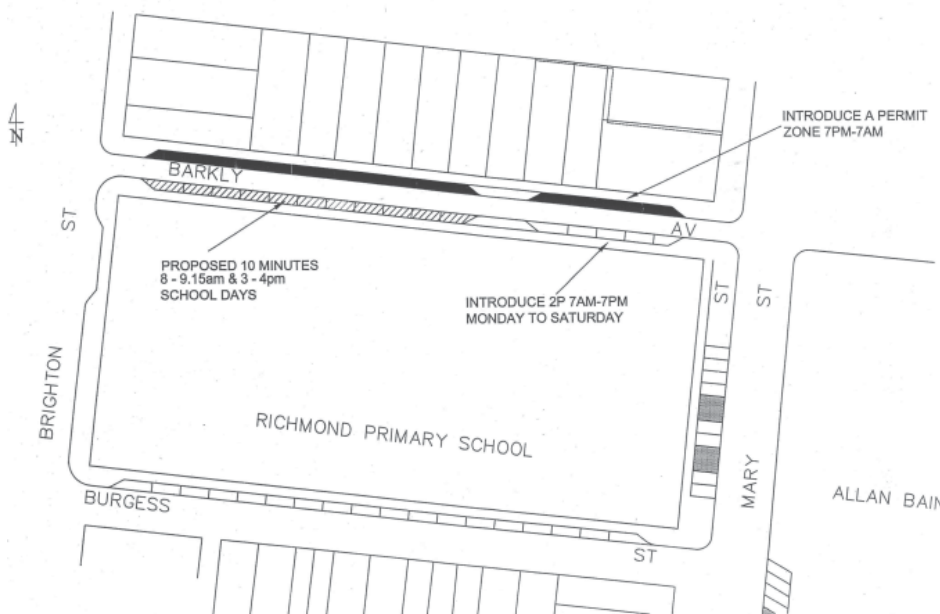 INTRODUCE A PERMIT
ZONE 7PM-7AM
N
BARKLY
AV
ST
PROPOSED 10 MINUTES
8 - 9.15am & 3 - 4pm
SCHOOL DAYS
INTRODUCE 2P 7AM-7PM
MONDAY TO SATURDAY
ST
ST
BRIGHTON
RICHMOND PRIMARY SCHOOL
MARY
ALLAN BAIN
BURGESS
ST